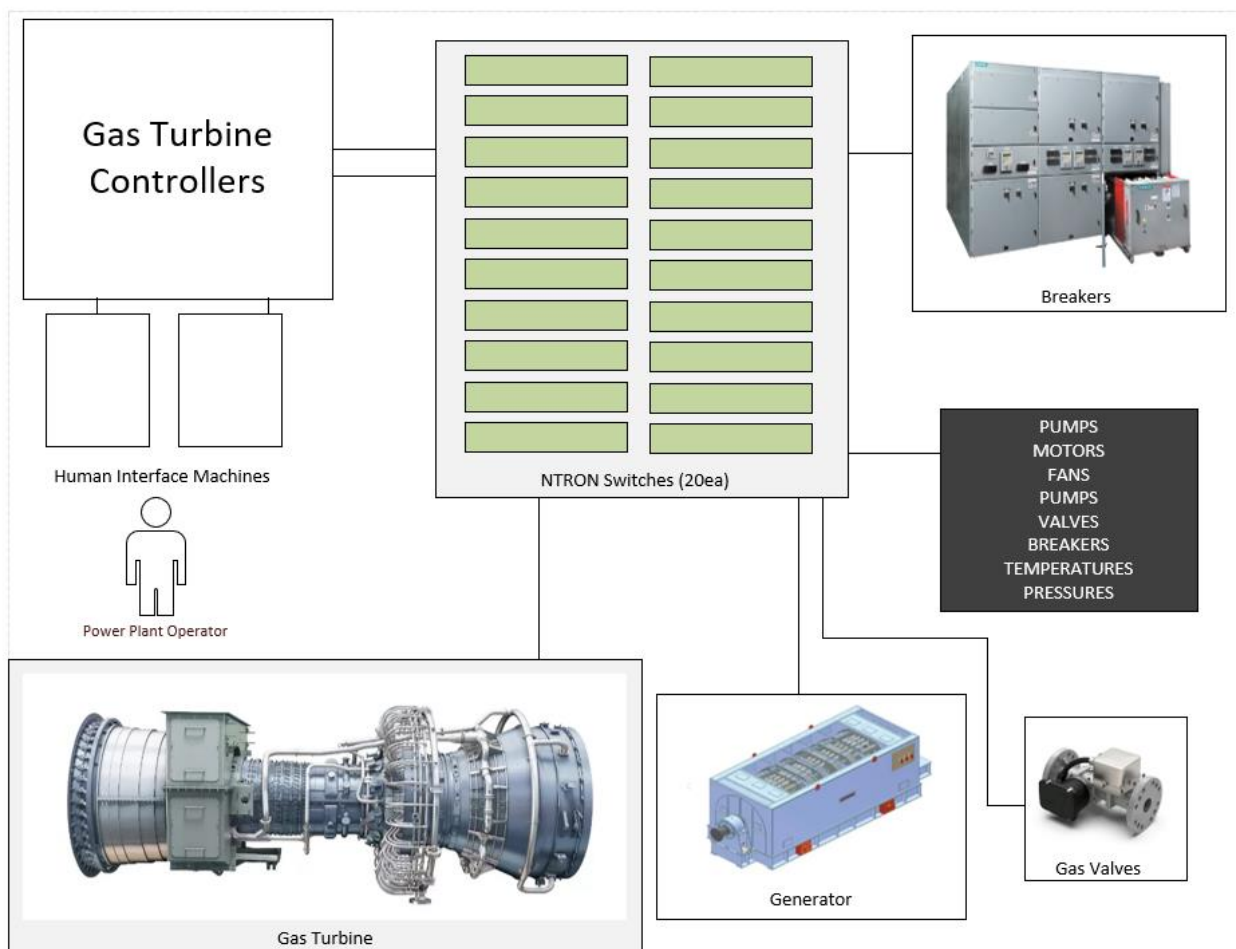 Gas Turbine
Controllers
Human Interface Machines
Power Plant Operator
NTRON Switches (20ea)
Breakers
PUMPS
MOTORS
FANS
PUMPS
VALVES
BREAKERS
TEMPERATURES
PRESSURES
Gas Turbine
Generator
Gas Valves